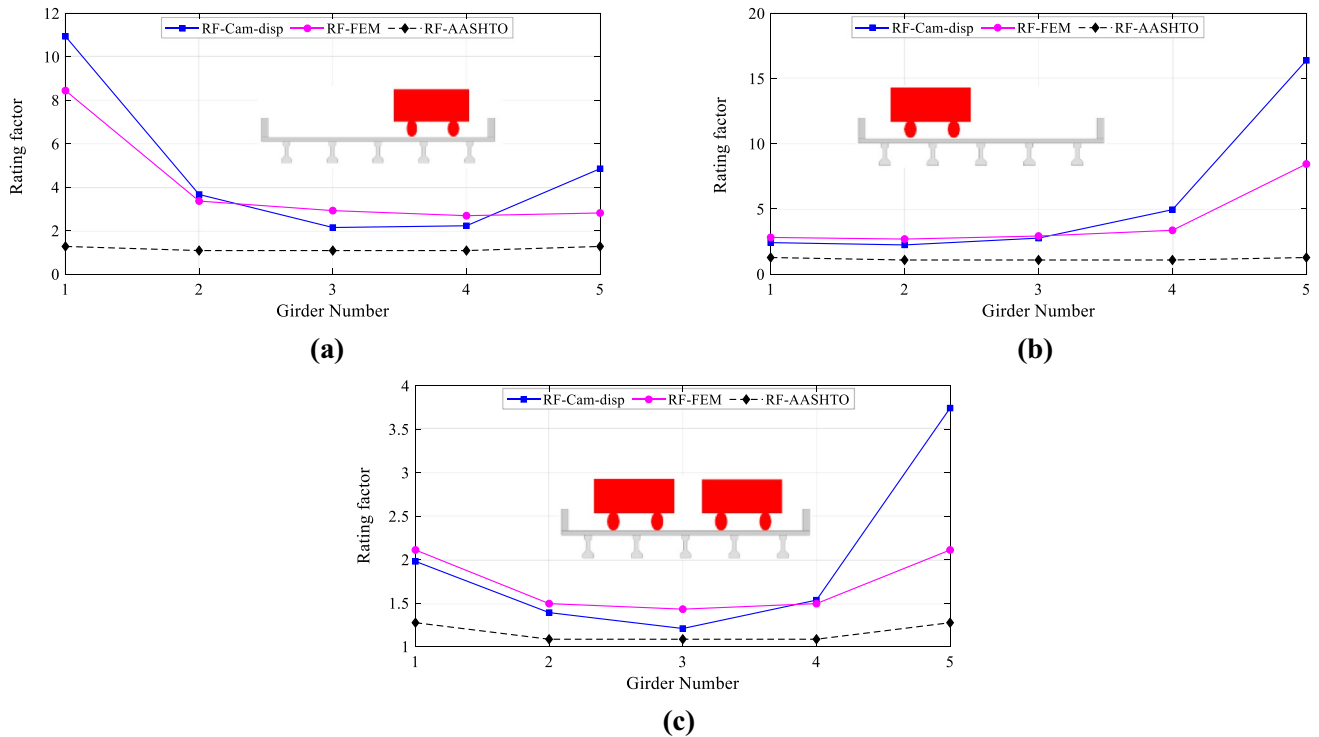 RF-Cam-disp RF-FEM RF-AASHTO
12
10
8
6
4
2
0
Rating factor
1 2 3 4 5
Girder Number
(a)
RF-Cam-disp RF-FEM RF-AASHTO
20
15
10
5
0
Rating factor
1 2 3 4 5
Girder Number
(b)
RF-Cam-disp RF-FEM RF-AASHTO
4
3.5
3
2.5
2
1.5
1
Rating factor
1 2 3 4 5
Girder Number
(c)